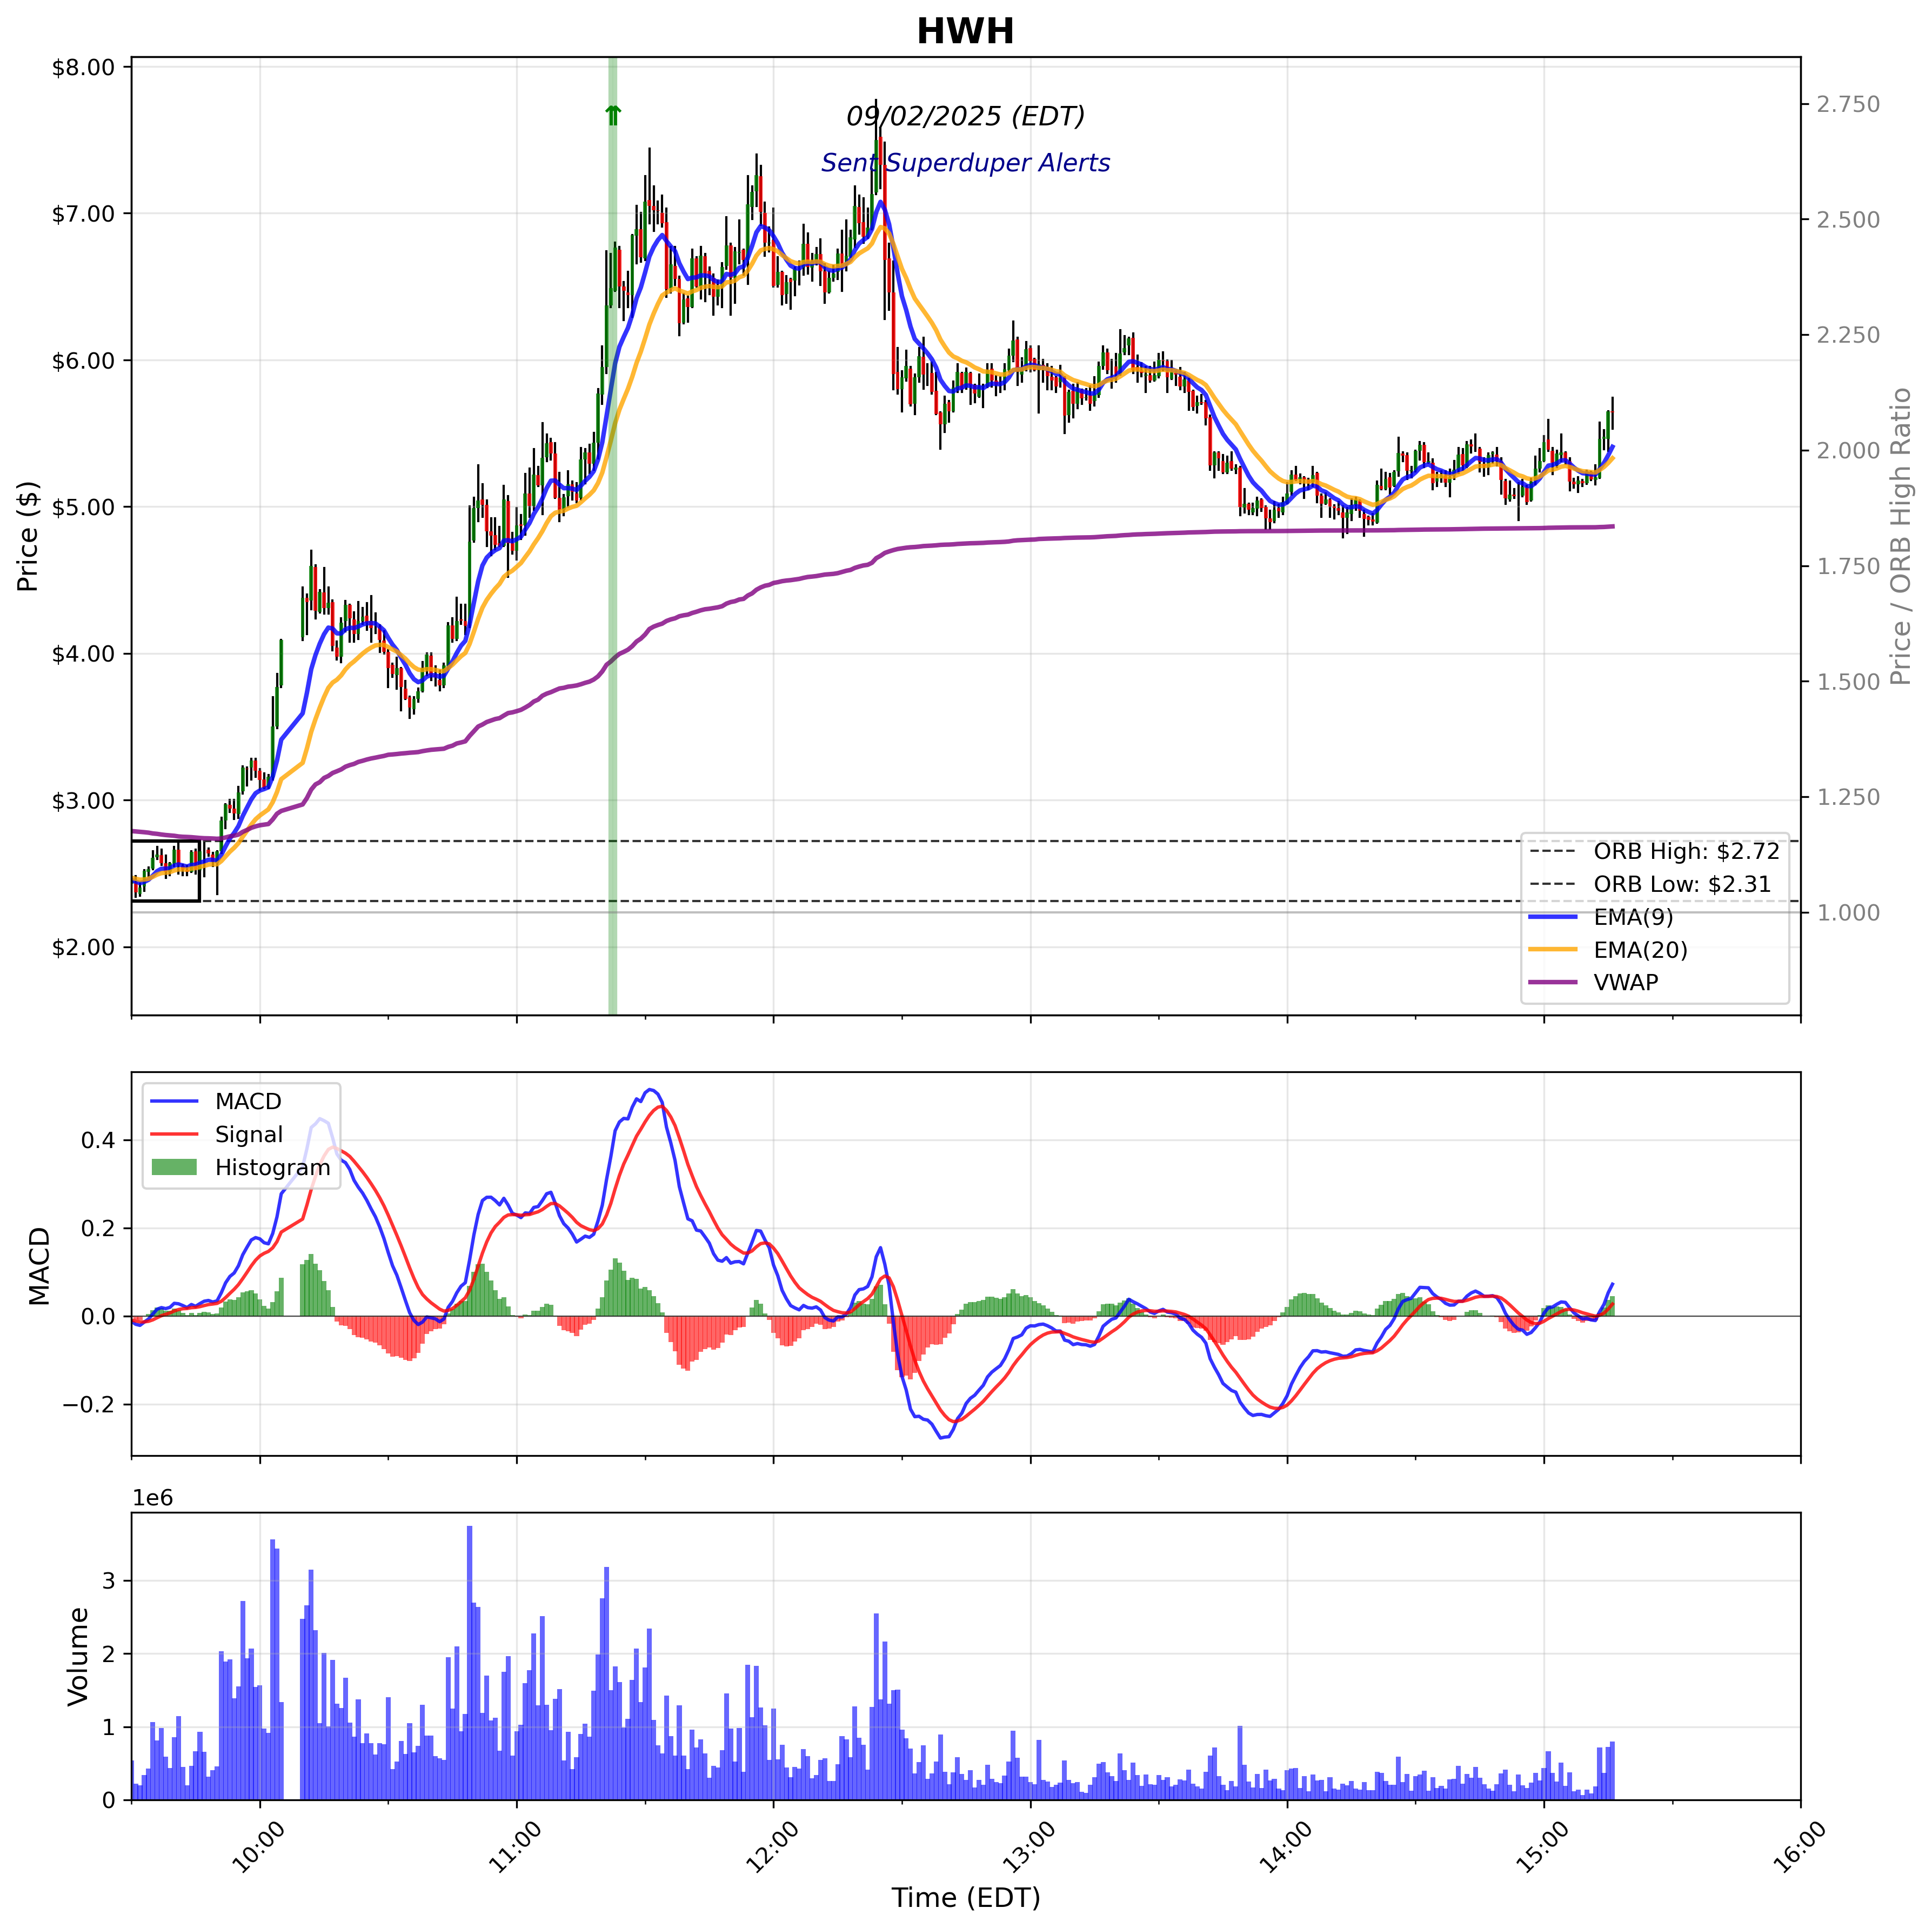 HWH
09/02/2025 (EDT)
Sent Superduper Alerts
⇈
$8.00
$7.00
$6.00
$5.00
$4.00
$3.00
$2.00
Price ($)
2.750
2.500
2.250
2.000
1.750
1.500
1.250
1.000
Price / ORB High Ratio
ORB High: $2.72
ORB Low: $2.31
EMA(9)
EMA(20)
VWAP
MACD
Signal
Histogram
0.4
0.2
0.0
−0.2
MACD
1e6
3
2
1
0
Volume
10:00
11:00
12:00
13:00
14:00
15:00
16:00
Time (EDT)